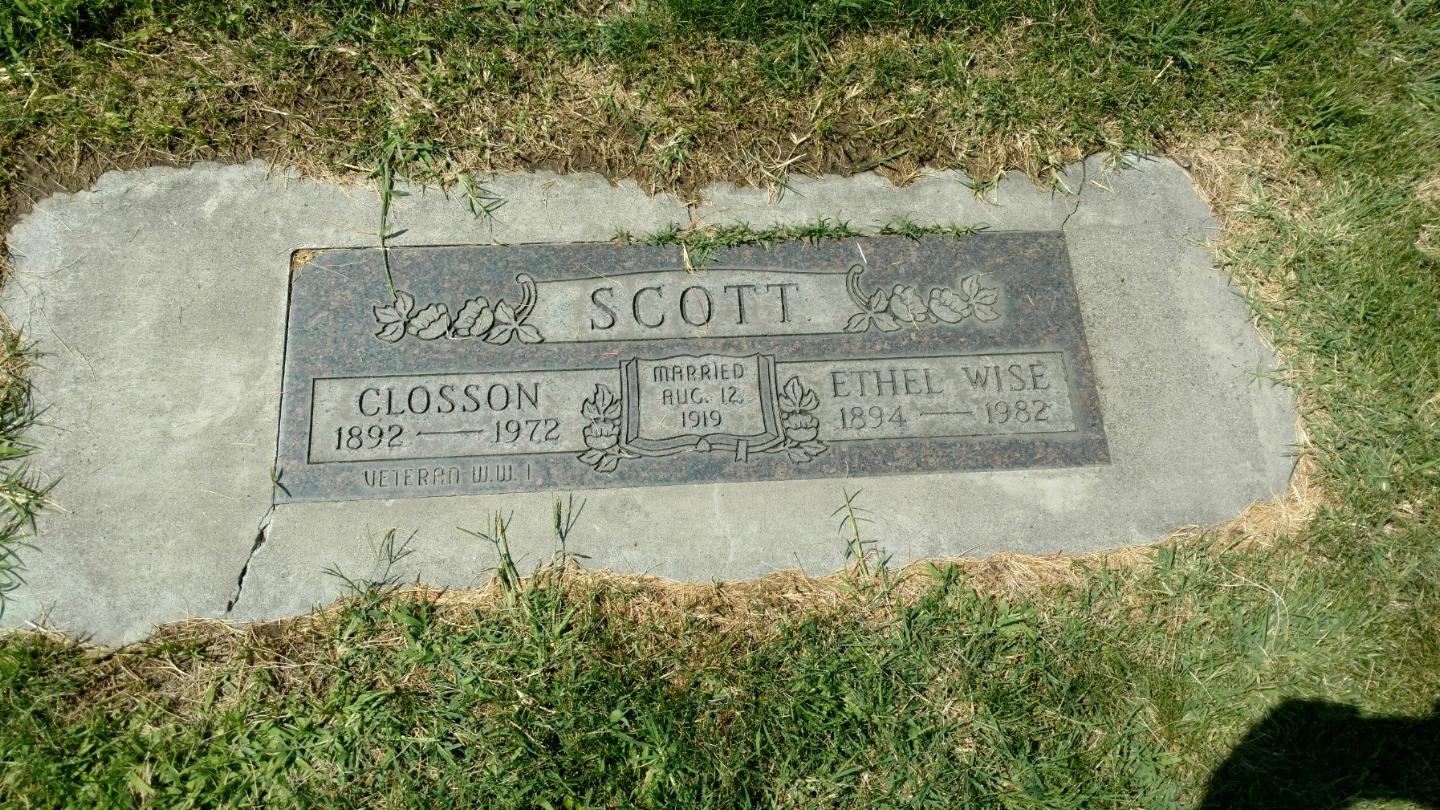 SCOTT
CLOSSON
1892 — 1972
VETERAN W.W. I
MARRIED
AUG. 12,
1919
ETHEL WISE
1894 — 1982